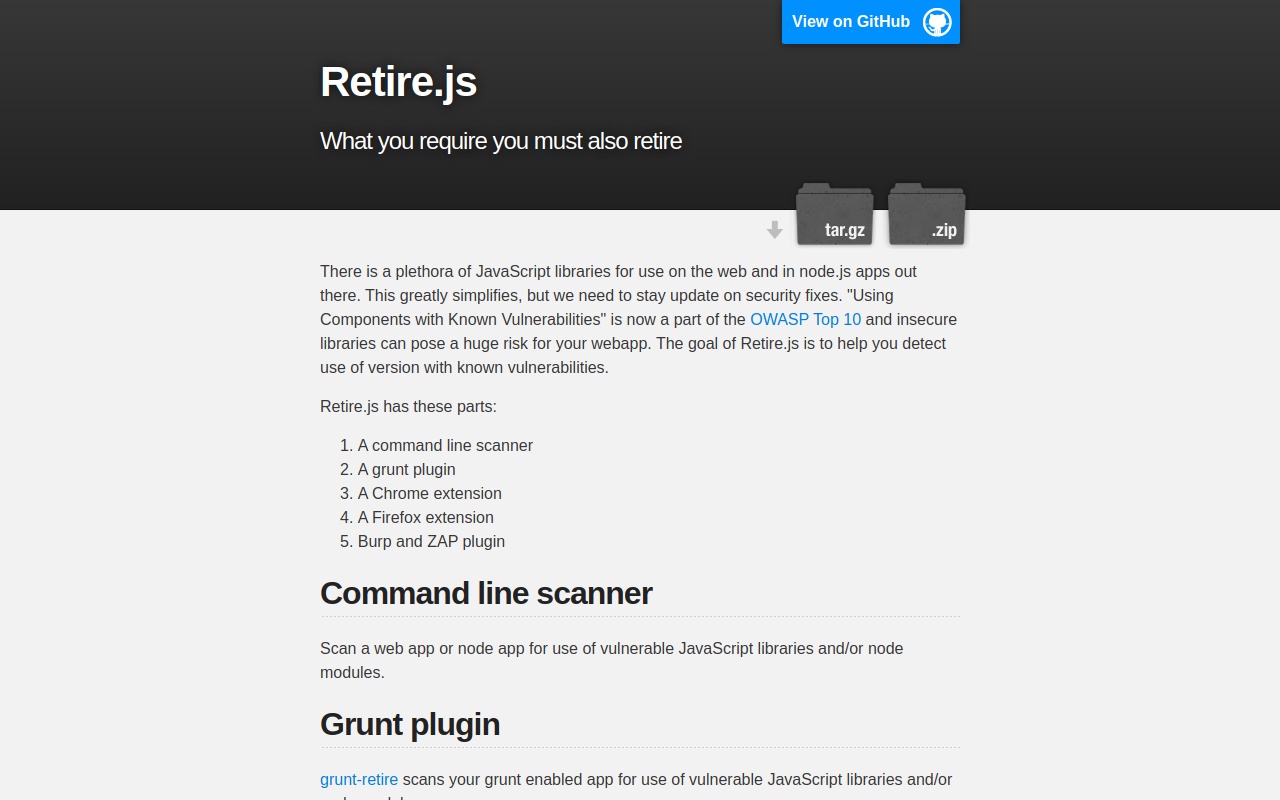 View on GitHub
Retire.js
What you require you must also retire
tar.gz
.zip
There is a plethora of JavaScript libraries for use on the web and in node.js apps out
there. This greatly simplifies, but we need to stay update on security fixes. "Using
Components with Known Vulnerabilities" is now a part of the OWASP Top 10 and insecure
libraries can pose a huge risk for your webapp. The goal of Retire.js is to help you detect
use of version with known vulnerabilities.
Retire.js has these parts:
1. A command line scanner
2. A grunt plugin
3. A Chrome extension
4. A Firefox extension
5. Burp and ZAP plugin
Command line scanner
Scan a web app or node app for use of vulnerable JavaScript libraries and/or node
modules.
Grunt plugin
grunt-retire scans your grunt enabled app for use of vulnerable JavaScript libraries and/or